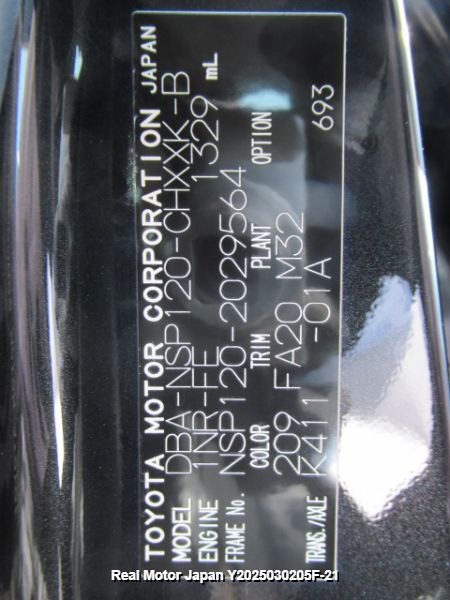 TOYOTA MOTOR CORPORATION JAPAN
MODEL DBA-NSP120-CHXXK-B
ENGINE 1NR-FE 1329 mL
FRAME No. NSP120-2029564
COLOR TRIM PLANT OPTION
209 FA20 M32
TRANS./AXLE K411 -01A 693
Real Motor Japan Y2025030205F-21